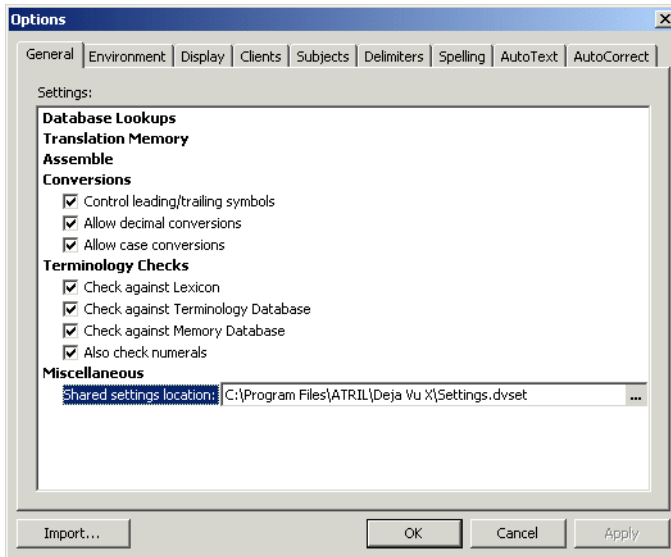 Options
General Environment Display Clients Subjects Delimiters Spelling AutoText AutoCorrect
Settings:
Database Lookups
Translation Memory
Assemble
Conversions
Control leading/trailing symbols
Allow decimal conversions
Allow case conversions
Terminology Checks
Check against Lexicon
Check against Terminology Database
Check against Memory Database
Also check numerals
Miscellaneous
Shared settings location: C:\Program Files\ATRIL\Deja Vu X\Settings.dvset ...
Import... OK Cancel Apply